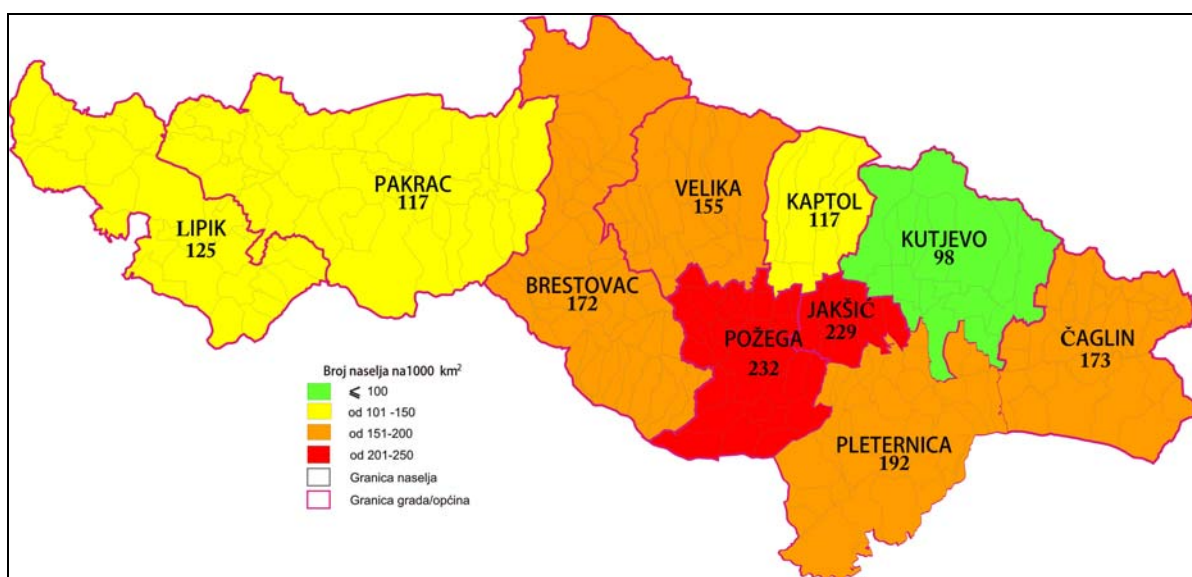 PAKRAC
117
LIPIK
125
VELIKA
155
KAPTOL
117
KUTJEVO
98
BRESTOVAC
172
JAKŠIĆ
229
POŽEGA
232
ČAGLIN
173
PLETERNICA
192
Broj naselja na1000 km²
⩽ 100
od 101 -150
od 151-200
od 201-250
Granica naselja
Granica grada/općina